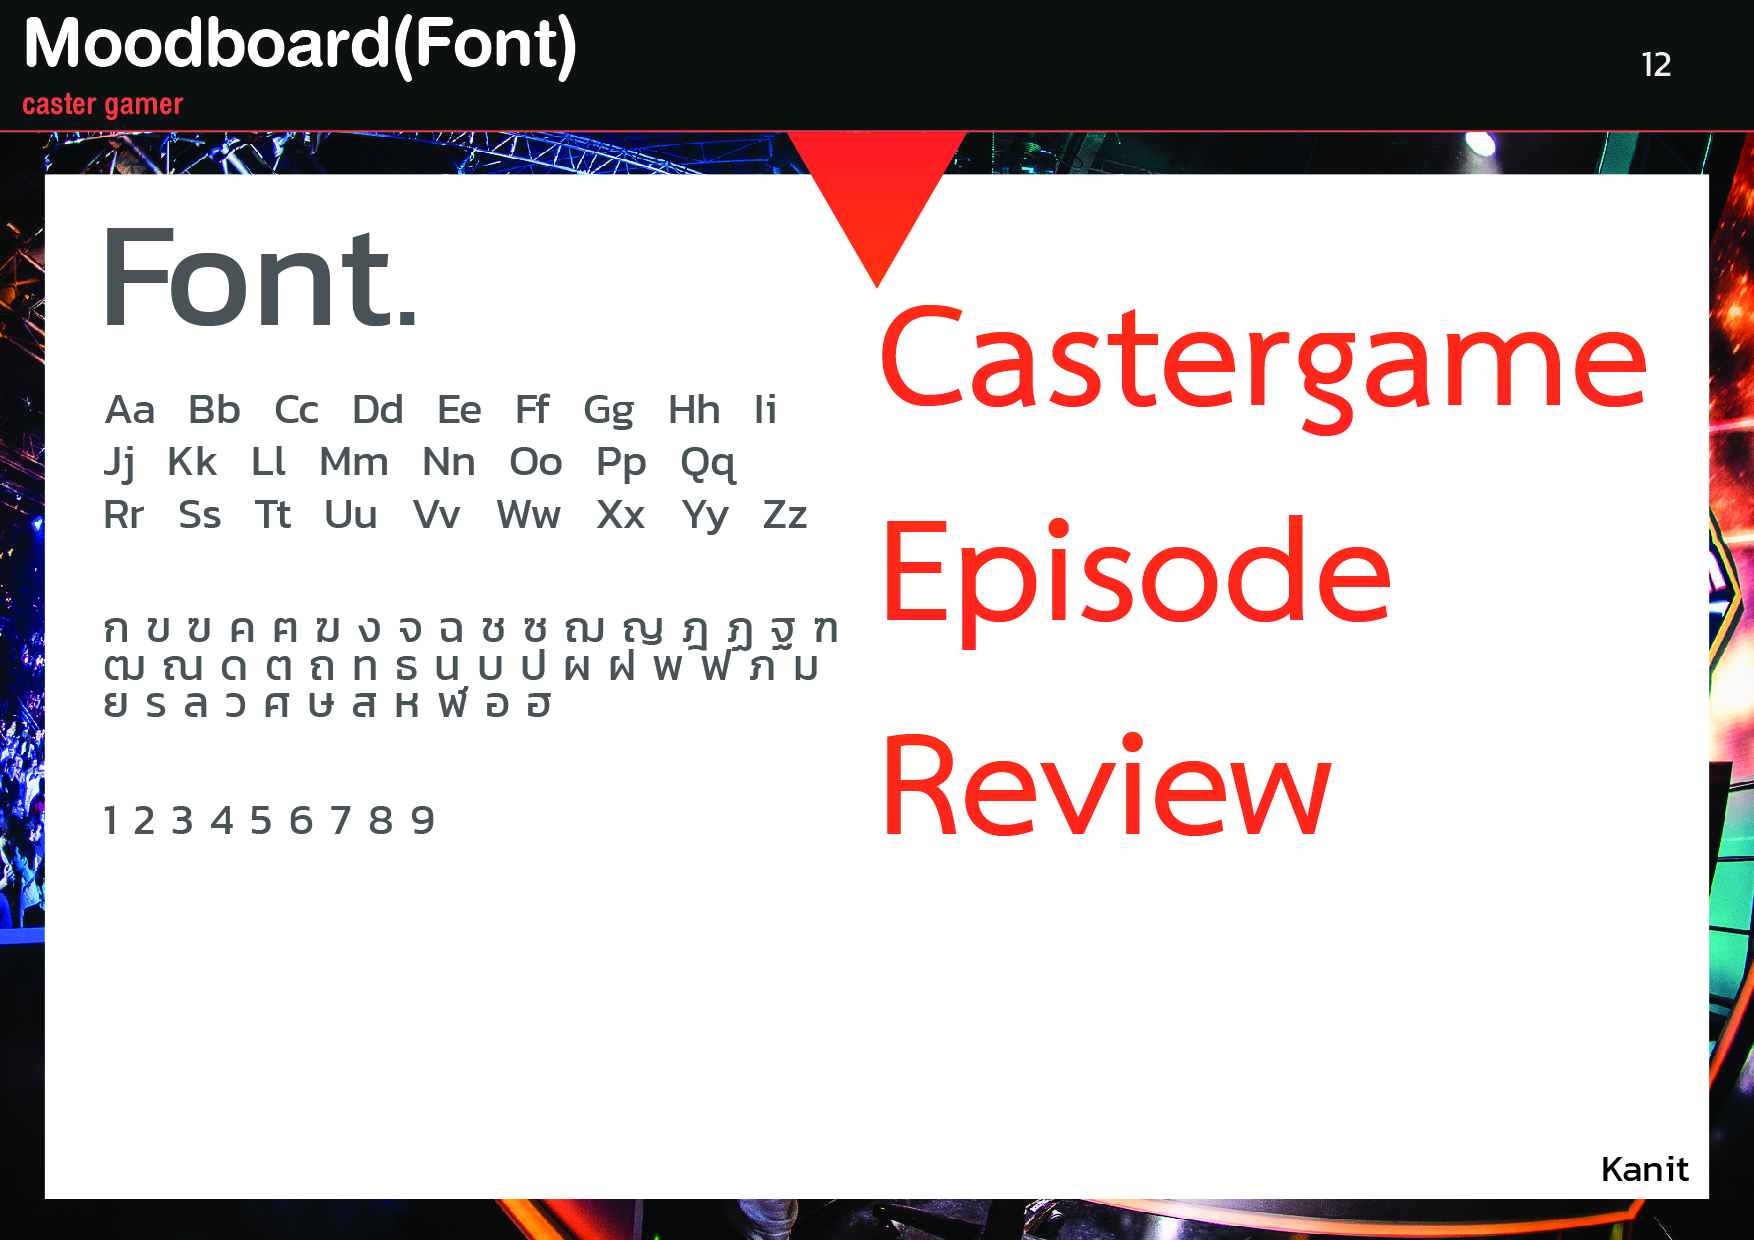 Moodboard(Font)
caster gamer
12
Font.
Aa Bb Cc Dd Ee Ff Gg Hh Ii
Jj Kk Ll Mm Nn Oo Pp Qq
Rr Ss Tt Uu Vv Ww Xx Yy Zz
ก ข ฃ ค ฅ ฆ ง จ ฉ ช ซ ฌ ญ ฎ ฏ ฐ ฑ
ฒ ณ ด ต ถ ท ธ น บ ป ผ ฝ พ ฟ ภ ม
ย ร ล ว ศ ษ ส ห ฬ อ ฮ
1 2 3 4 5 6 7 8 9
Castergame
Episode
Review
Kanit